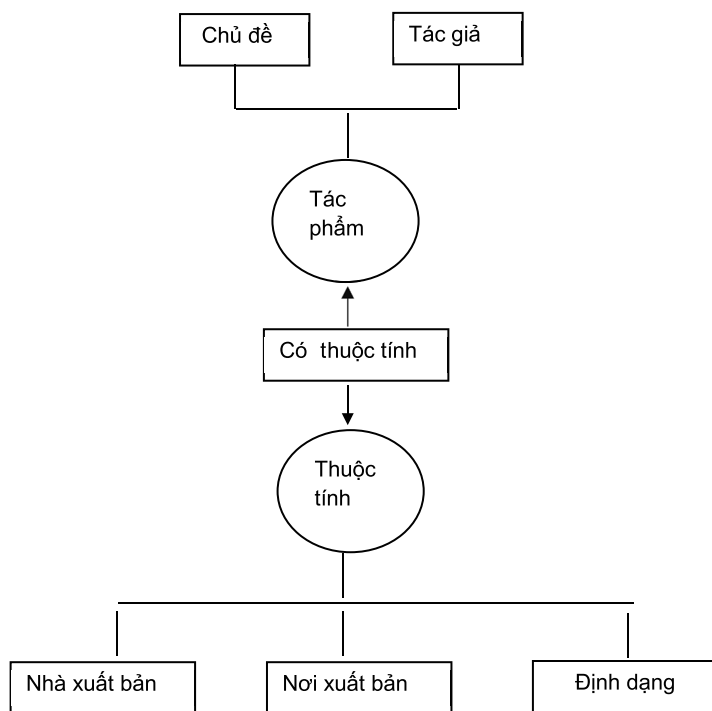 Chủ đề
Tác giả
Tác
phẩm
Có thuộc tính
Thuộc
tính
Nhà xuất bản
Nơi xuất bản
Định dạng